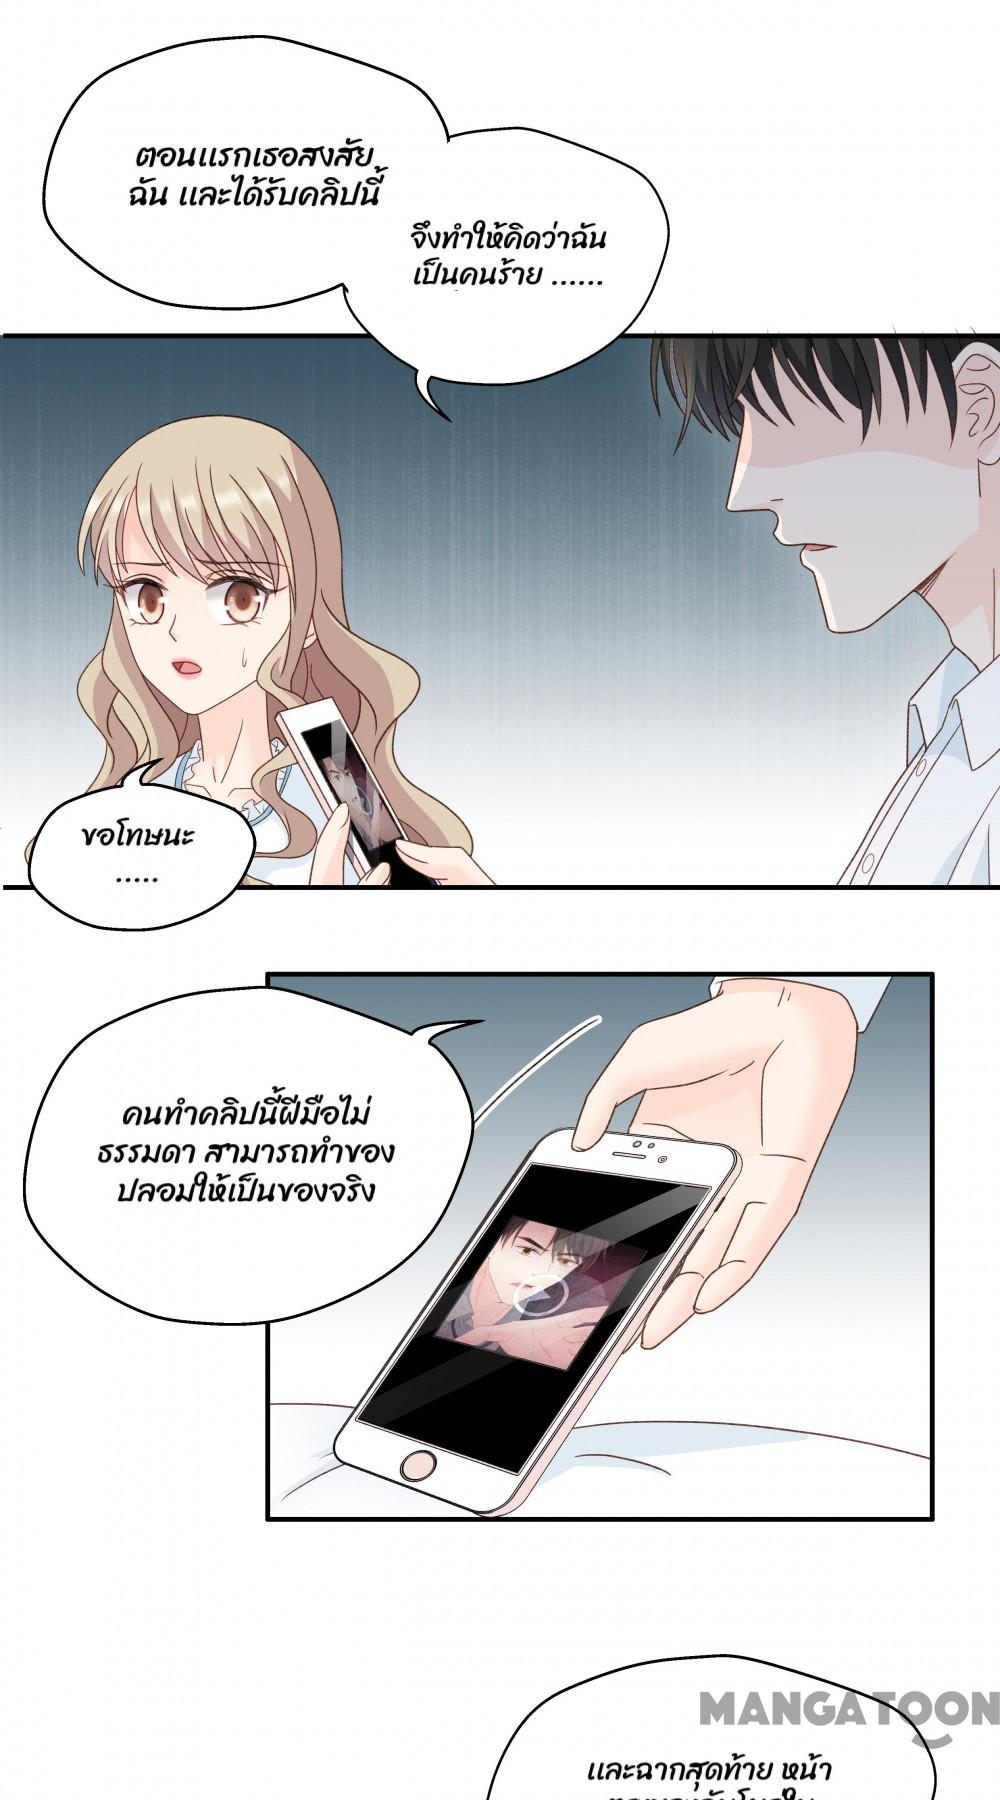 ตอนแรกเธอสงสัย
ฉัน และได้รับคลิปนี้
จึงทำให้คิดว่าฉัน
เป็นคนร้าย ......
ขอโทษนะ
.....
คนทำคลิปนี้ฝีมือไม่
ธรรมดา สามารถทำของ
ปลอมให้เป็นของจริง
MANGATOON
และฉากสุดท้าย หน้า